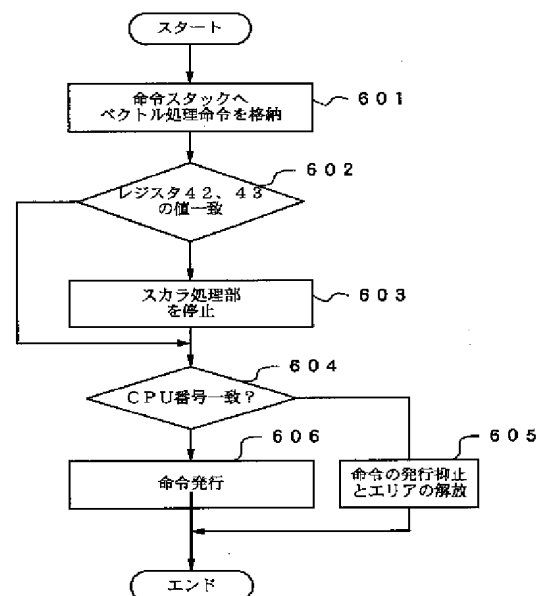 スタート
命令スタックへ
ベクトル処理命令を格納
601
602
レジスタ42、43
の値一致
スカラ処理部
を停止
603
604
CPU番号一致?
606
605
命令発行
命令の発行抑止
とエリアの解放
エンド